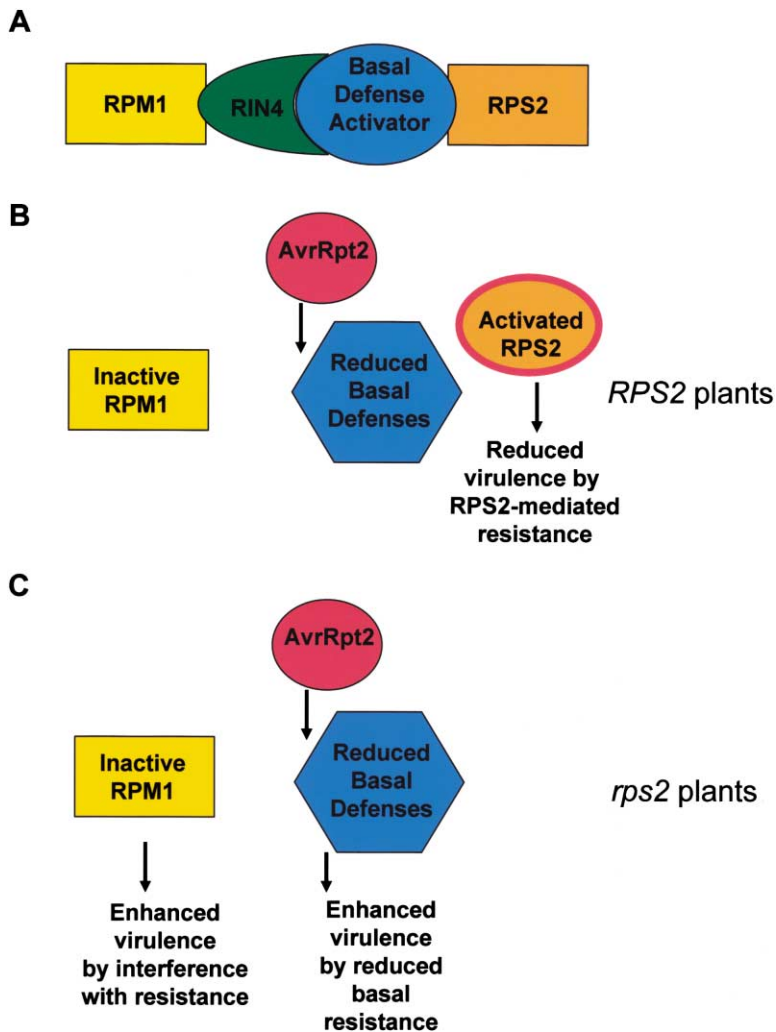 A
RPM1
RIN4
Basal
Defense
Activator
RPS2
B
AvrRpt2
Inactive
RPM1
Reduced
Basal
Defenses
Activated
RPS2
RPS2 plants
Reduced
virulence by
RPS2-mediated
resistance
C
AvrRpt2
Inactive
RPM1
Reduced
Basal
Defenses
rps2 plants
Enhanced
virulence
by interference
with resistance
Enhanced
virulence
by reduced
basal
resistance